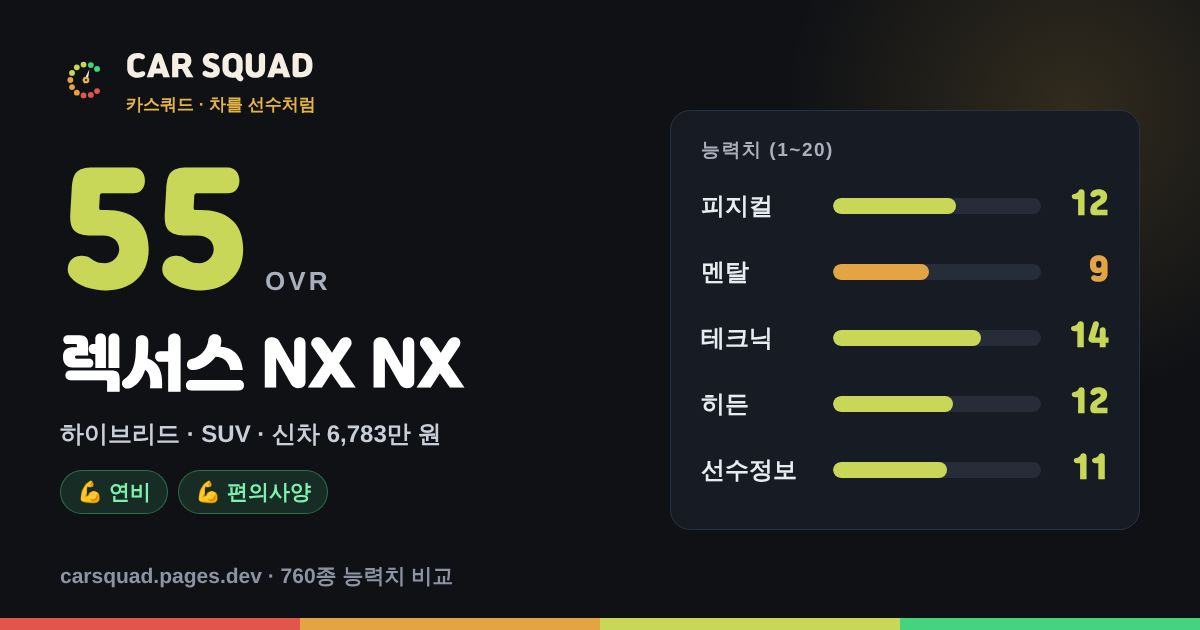 CAR SQUAD
카스쿼드 · 차를 선수처럼
55 OVR
렉서스 NX NX
하이브리드 · SUV · 신차 6,783만 원
💪 연비 💪 편의사양
carsquad.pages.dev · 760종 능력치 비교
능력치 (1~20)
피지컬 12
멘탈 9
테크닉 14
히든 12
선수정보 11